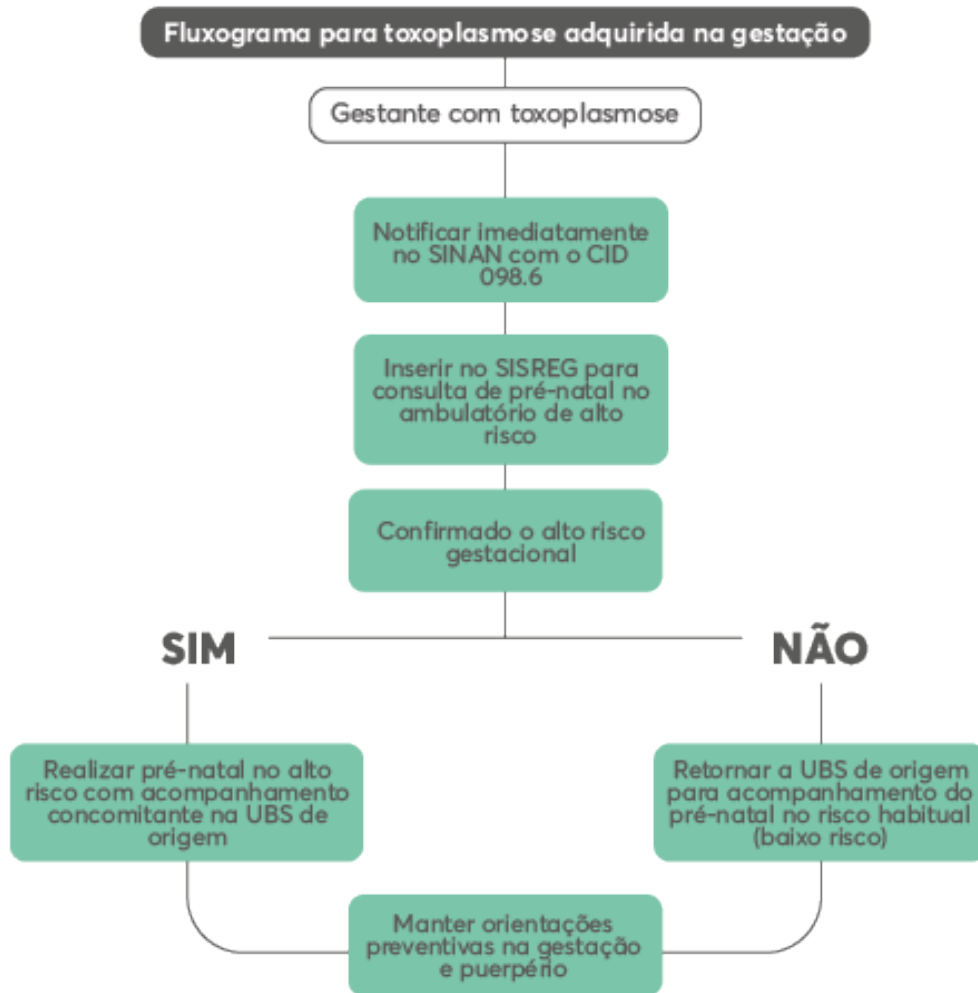 Fluxograma para toxoplasmose adquirida na gestação
Gestante com toxoplasmose
Notificar imediatamente
no SINAN com o CID
098.6
Inserir no SISREG para
consulta de pré-natal no
ambulatório de alto
risco
Confirmado o alto risco
gestacional
SIM
NÃO
Realizar pré-natal no alto
risco com acompanhamento
concomitante na UBS de
origem
Retornar a UBS de origem
para acompanhamento do
pré-natal no risco habitual
(baixo risco)
Manter orientações
preventivas na gestação
e puerpério